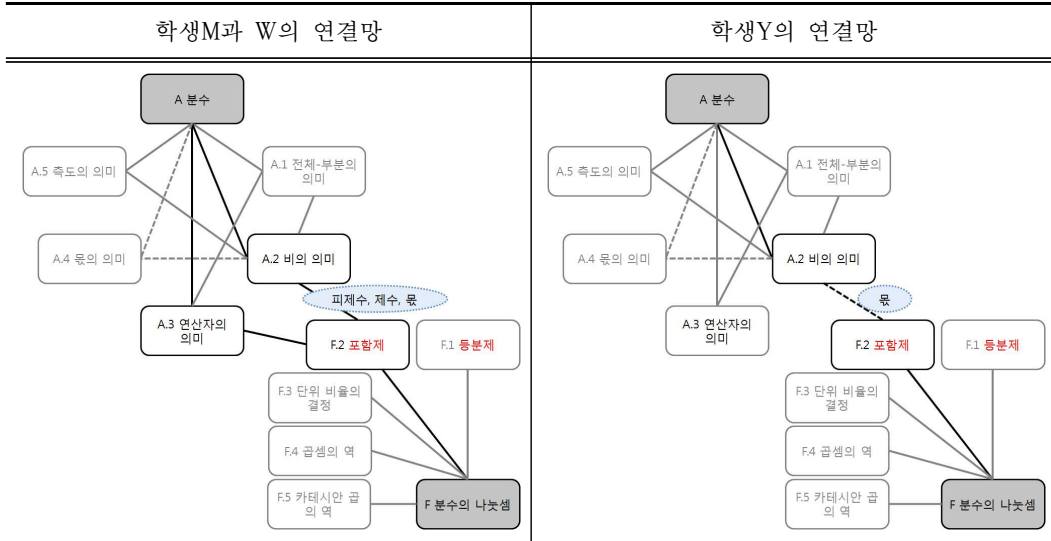 학생M과 W의 연결망
학생Y의 연결망
A 분수
A.5 측도의 의미
A.1 전체-부분의
의미
A.4 몫의 의미
A.2 비의 의미
피제수, 제수, 몫
A.3 연산자의
의미
F.2 포함제
F.1 등분제
F.3 단위 비율의
결정
F.4 곱셈의 역
F.5 카테시안 곱
의 역
F 분수의 나눗셈
A 분수
A.5 측도의 의미
A.1 전체-부분의
의미
A.4 몫의 의미
A.2 비의 의미
몫
A.3 연산자의
의미
F.2 포함제
F.1 등분제
F.3 단위 비율의
결정
F.4 곱셈의 역
F.5 카테시안 곱
의 역
F 분수의 나눗셈